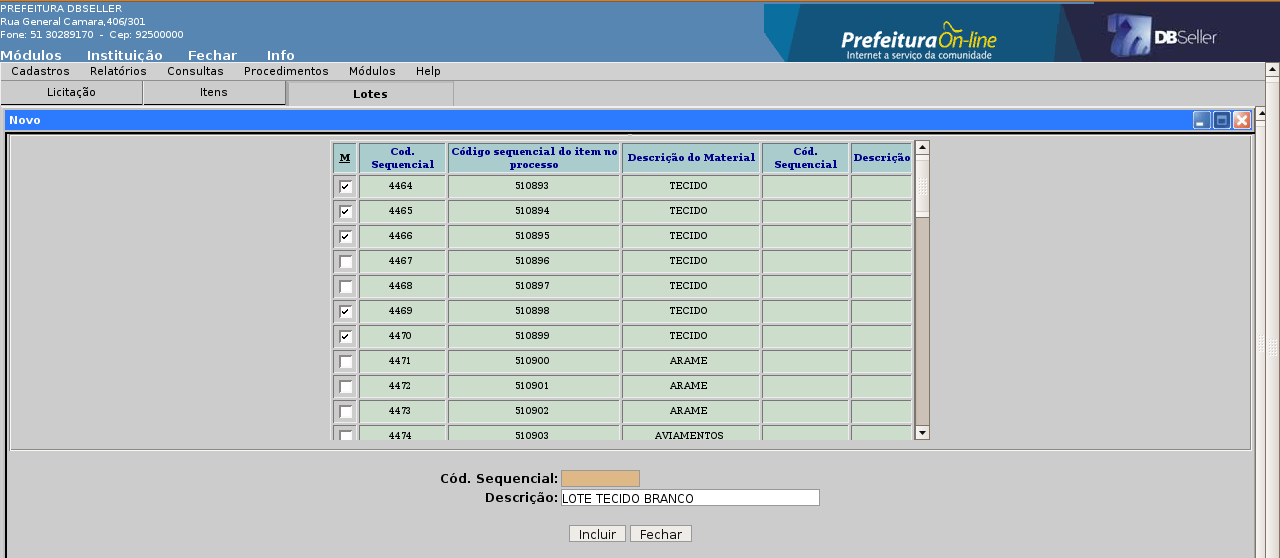 PREFEITURA DBSELLER
Rua General Camara,406/301
Fone: 51 30289170 - Cep: 92500000
PrefeituraOn-line
Internet a serviço da comunidade
DBSeller
Módulos Instituição Fechar Info
Cadastros Relatórios Consultas Procedimentos Módulos Help
Licitação Itens Lotes
Novo
M Cod. Sequencial Código sequencial do item no processo Descrição do Material Cód. Sequencial Descrição
4464 510893 TECIDO
4465 510894 TECIDO
4466 510895 TECIDO
4467 510896 TECIDO
4468 510897 TECIDO
4469 510898 TECIDO
4470 510899 TECIDO
4471 510900 ARAME
4472 510901 ARAME
4473 510902 ARAME
4474 510903 AVIAMENTOS
Cód. Sequencial:
Descrição: LOTE TECIDO BRANCO
Incluir Fechar